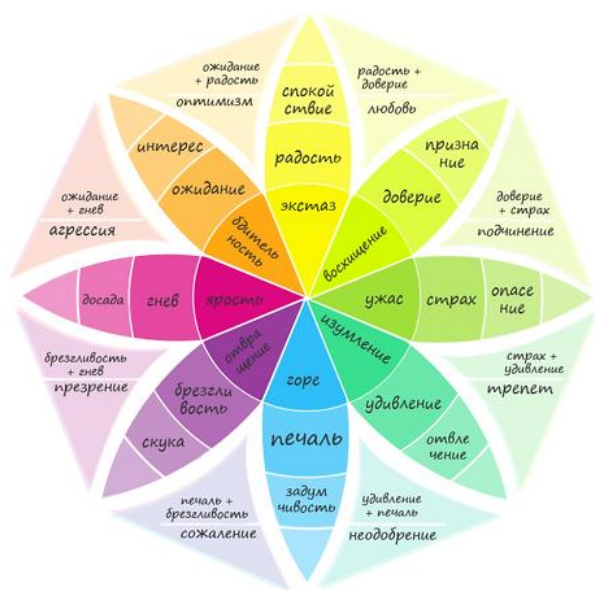 ожидание
+ радость
оптимизм
радость +
доверие
любовь
спокой
ствие
радость
экстаз
интерес
ожидание
бдитель
ность
призна
ние
доверие
восхищение
ожидание
+ гнев
агрессия
доверие
+ страх
подчинение
досада
гнев
ярость
ужас
страх
опасе
ние
брезгливость
+ гнев
презрение
отвра
щение
брезгли
вость
скука
изумление
удивление
отвле
чение
страх +
удивление
трепет
горе
печаль
задум
чивость
печаль +
брезгливость
сожаление
удивление
+ печаль
неодобрение